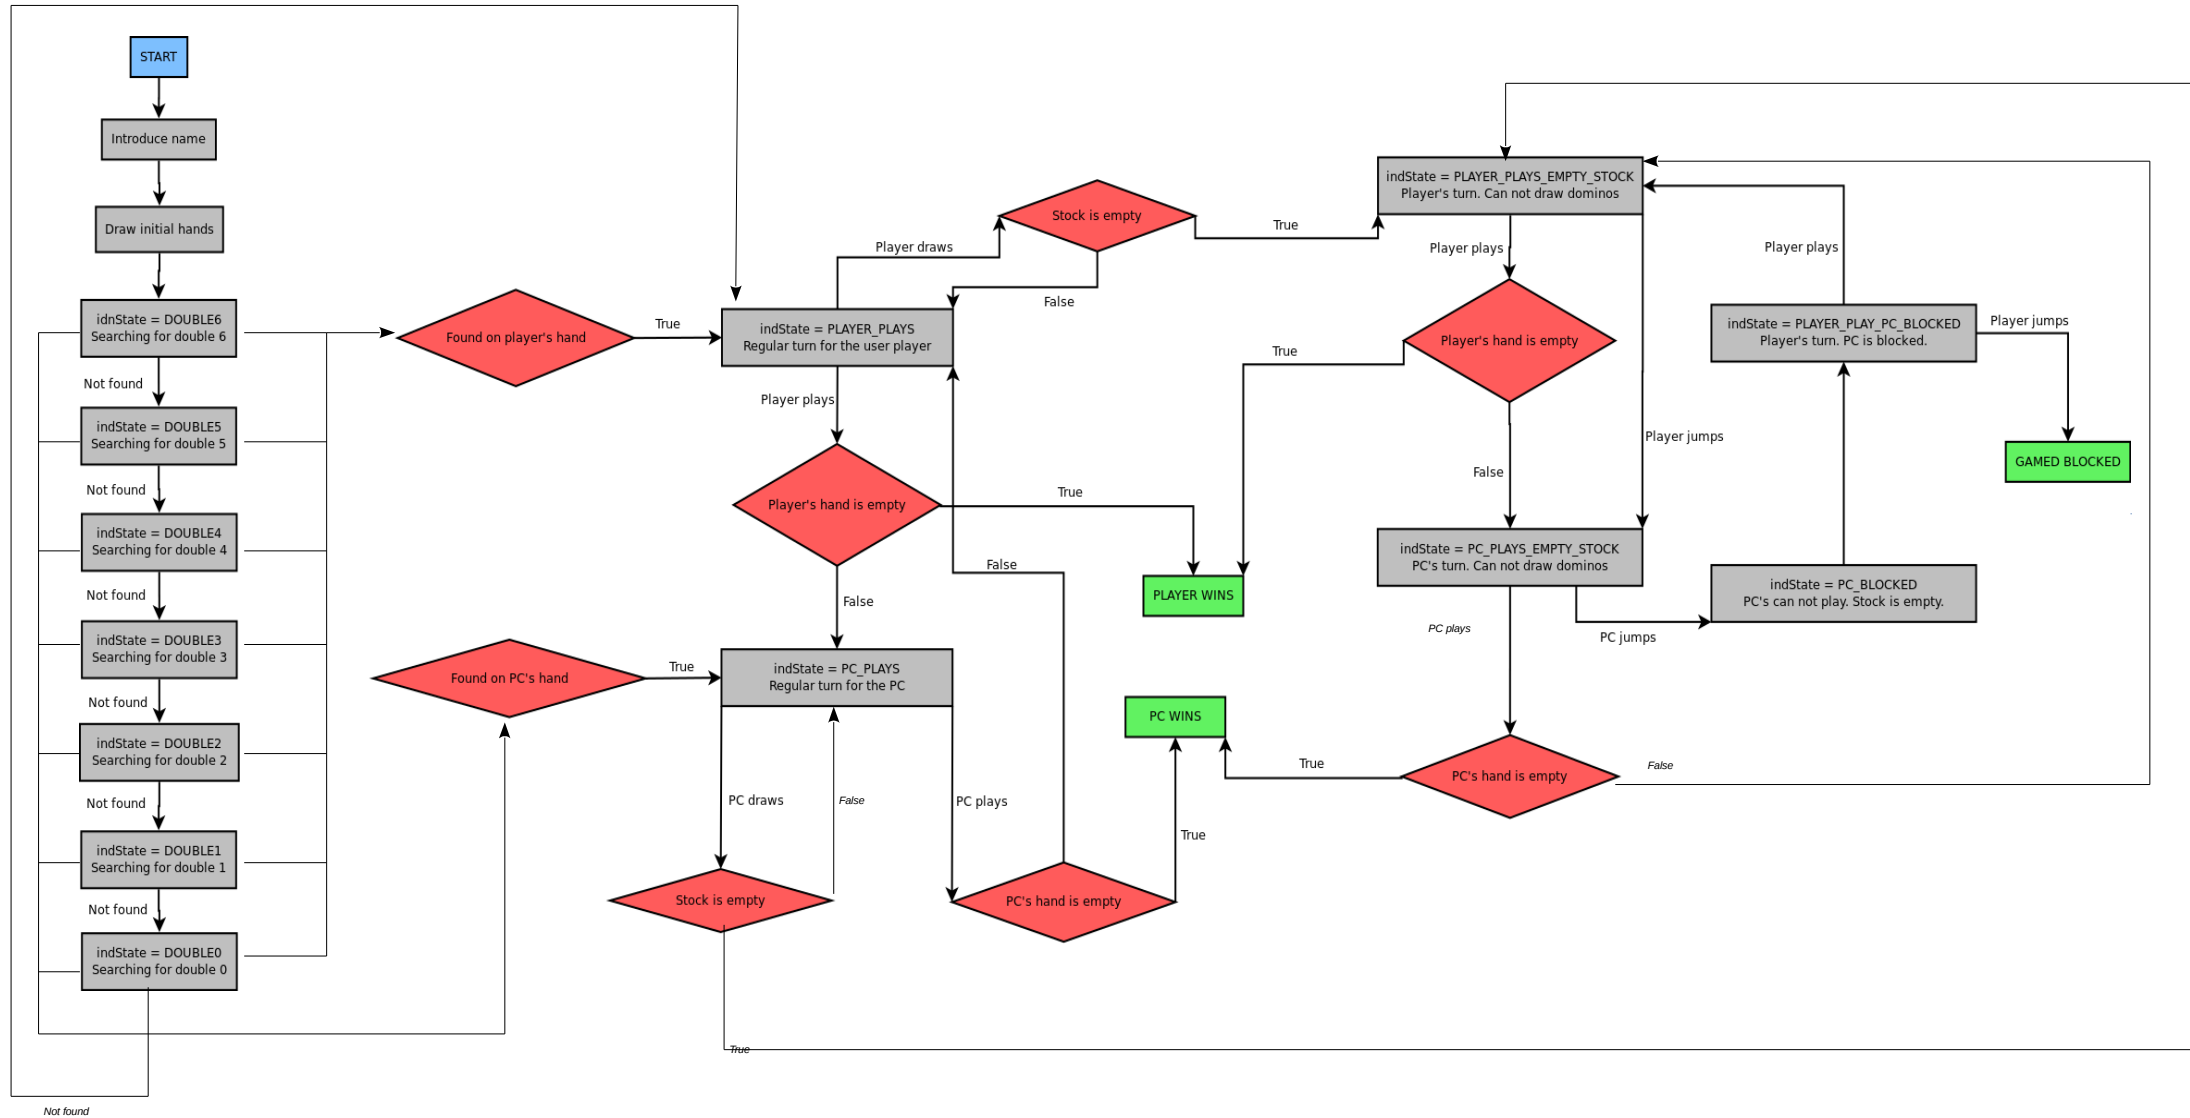 START
Introduce name
Draw initial hands
idnState = DOUBLE6
Searching for double 6
Not found
indState = DOUBLE5
Searching for double 5
Not found
indState = DOUBLE4
Searching for double 4
Not found
indState = DOUBLE3
Searching for double 3
Not found
indState = DOUBLE2
Searching for double 2
Not found
indState = DOUBLE1
Searching for double 1
Not found
indState = DOUBLE0
Searching for double 0
Not found
Found on player's hand
True
Found on PC's hand
True
indState = PLAYER_PLAYS
Regular turn for the user player
Player draws
Stock is empty
True
False
Player plays
Player's hand is empty
True
False
indState = PC_PLAYS
Regular turn for the PC
PC draws
False
PC plays
Stock is empty
True
PC's hand is empty
False
True
PLAYER WINS
PC WINS
indState = PLAYER_PLAYS_EMPTY_STOCK
Player's turn. Can not draw dominos
Player plays
Player's hand is empty
True
False
Player jumps
indState = PC_PLAYS_EMPTY_STOCK
PC's turn. Can not draw dominos
PC plays
PC jumps
PC's hand is empty
True
False
indState = PC_BLOCKED
PC's can not play. Stock is empty.
indState = PLAYER_PLAY_PC_BLOCKED
Player's turn. PC is blocked.
Player plays
Player jumps
GAMED BLOCKED